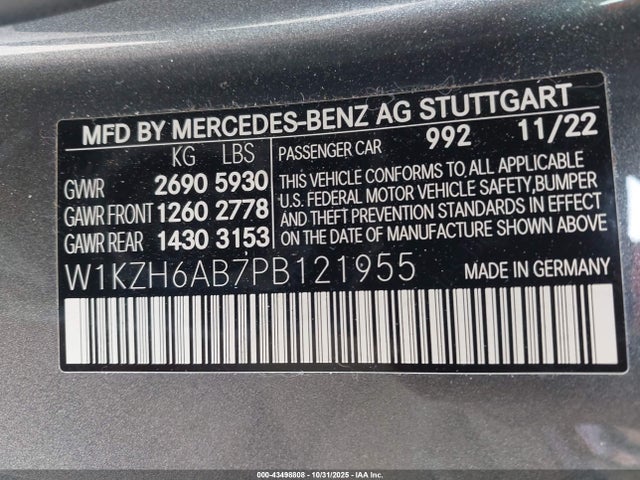 MFD BY MERCEDES-BENZ AG STUTTGART
KG LBS PASSENGER CAR 992 11/22
GVWR 2690 5930
GAWR FRONT 1260 2778
GAWR REAR 1430 3153
THIS VEHICLE CONFORMS TO ALL APPLICABLE
U.S. FEDERAL MOTOR VEHICLE SAFETY, BUMPER
AND THEFT PREVENTION STANDARDS IN EFFECT
ON THE DATE OF MANUFACTURE SHOWN ABOVE
W1KZH6AB7PB121955 MADE IN GERMANY
00-43498808 - 10/31/2025 - IAA Inc.